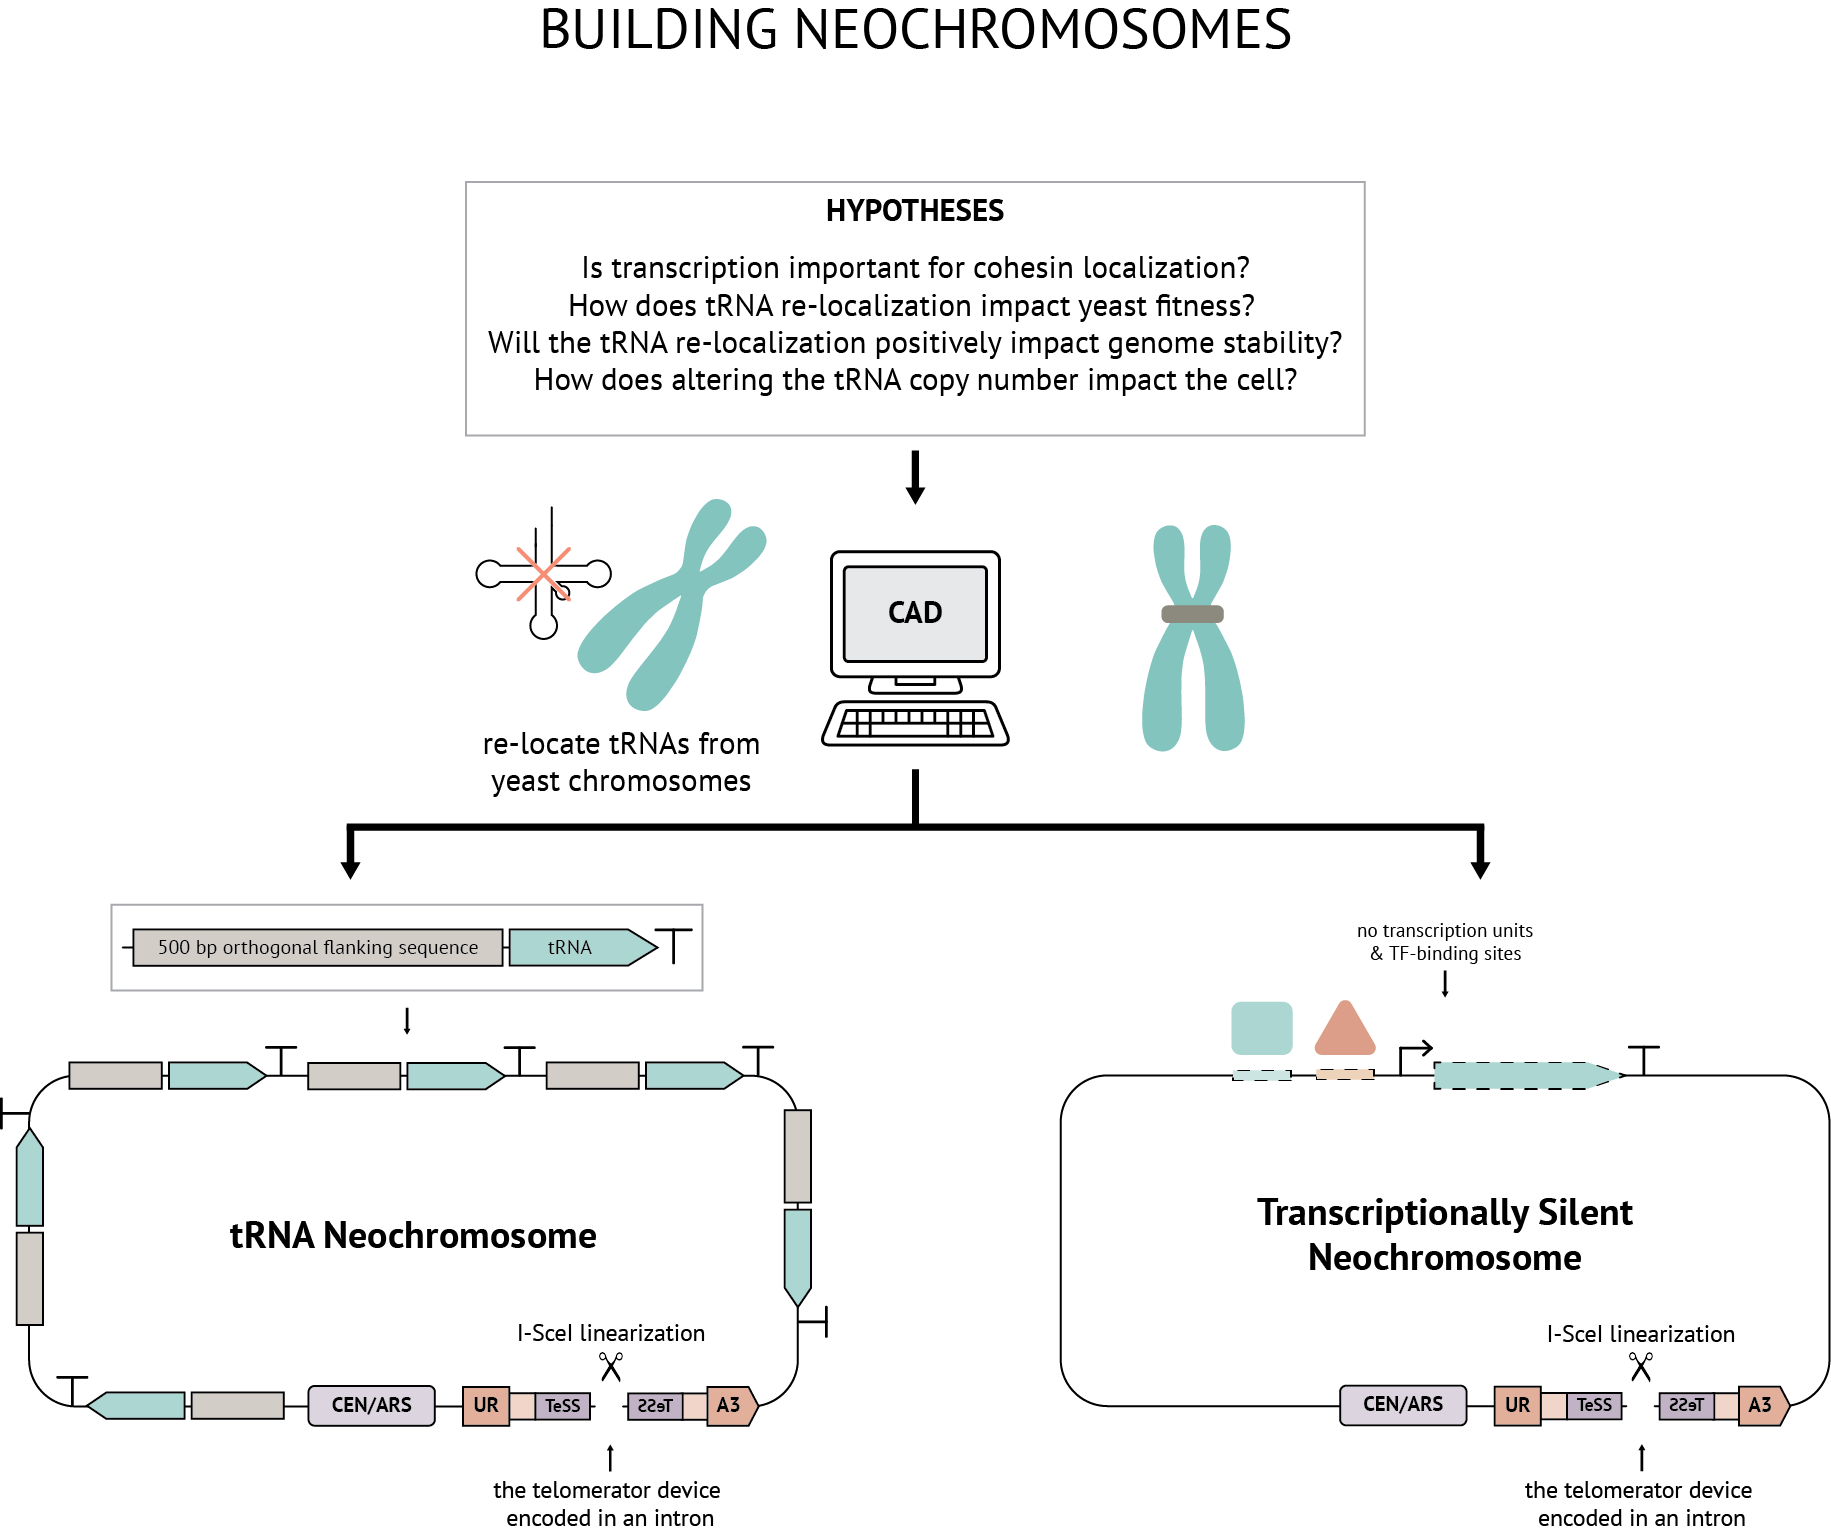 BUILDING NEOCHROMOSOMES
HYPOTHESES
Is transcription important for cohesin localization?
How does tRNA re-localization impact yeast fitness?
Will the tRNA re-localization positively impact genome stability?
How does altering the tRNA copy number impact the cell?
CAD
re-locate tRNAs from
yeast chromosomes
500 bp orthogonal flanking sequence
tRNA
no transcription units
& TF-binding sites
tRNA Neochromosome
Transcriptionally Silent
Neochromosome
I-SceI linearization
CEN/ARS
UR
TeSS
TeSS
A3
the telomerator device
encoded in an intron
I-SceI linearization
CEN/ARS
UR
TeSS
TeSS
A3
the telomerator device
encoded in an intron